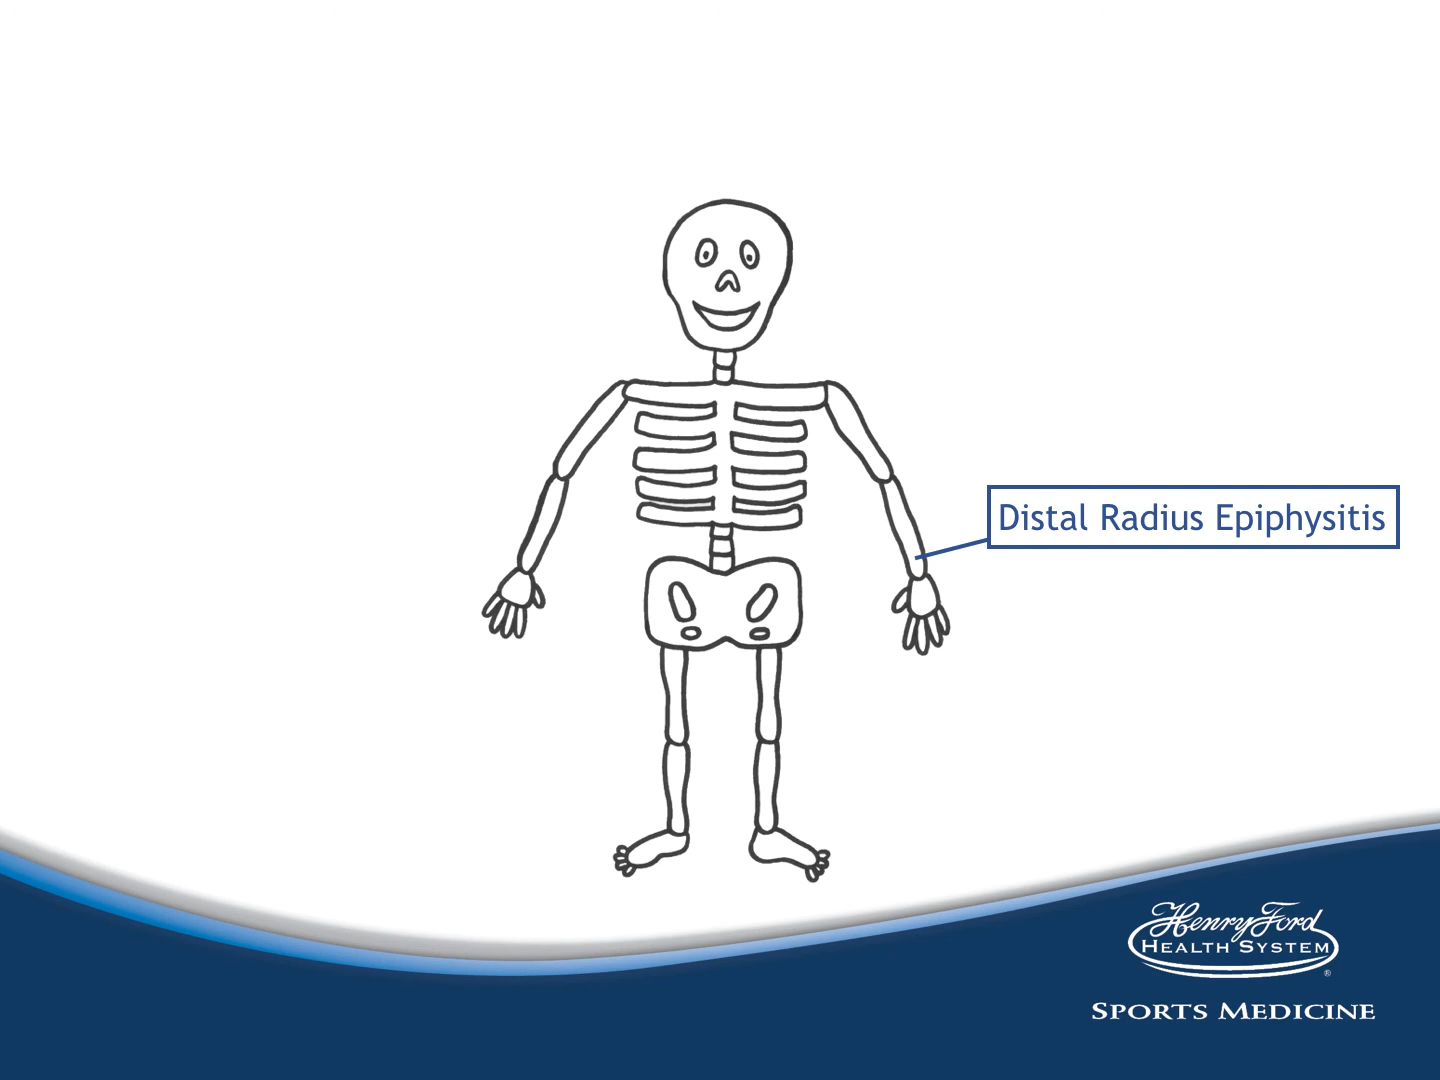 Distal Radius Epiphysitis
Henry Ford
HEALTH SYSTEM
®
SPORTS MEDICINE